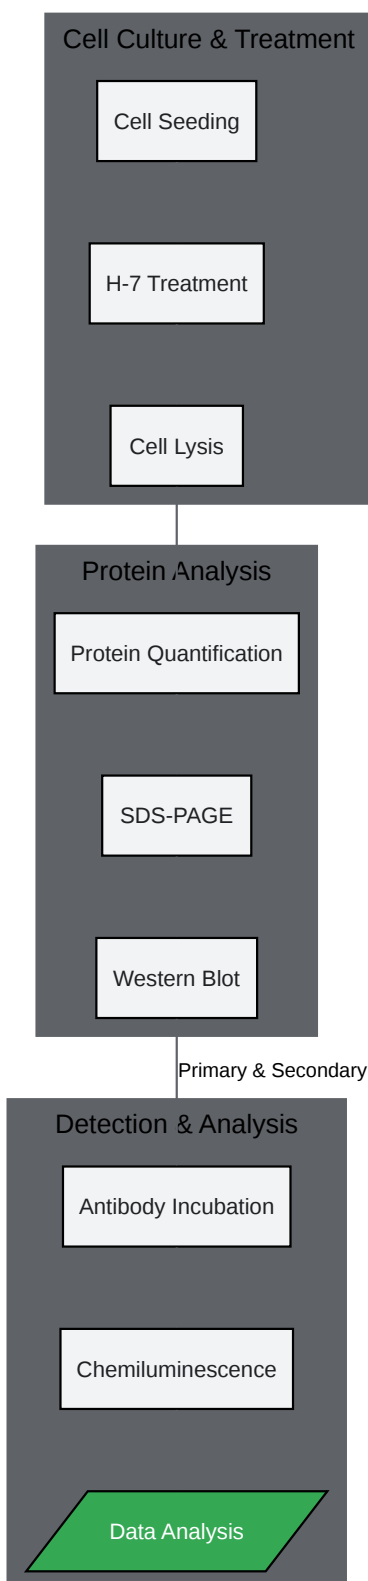 Cell Culture & Treatment
Cell Seeding
H-7 Treatment
Cell Lysis
Protein Analysis
Protein Quantification
SDS-PAGE
Western Blot
Primary & Secondary
Detection & Analysis
Antibody Incubation
Chemiluminescence
Data Analysis